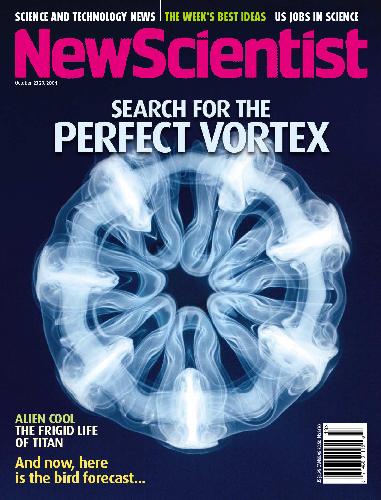 SCIENCE AND TECHNOLOGY NEWS THE WEEK'S BEST IDEAS US JOBS IN SCIENCE
NewScientist
SEARCH FOR THE
PERFECT VORTEX
ALIEN COOL
THE FRIGID LIFE
OF TITAN
And now, here
is the bird forecast...